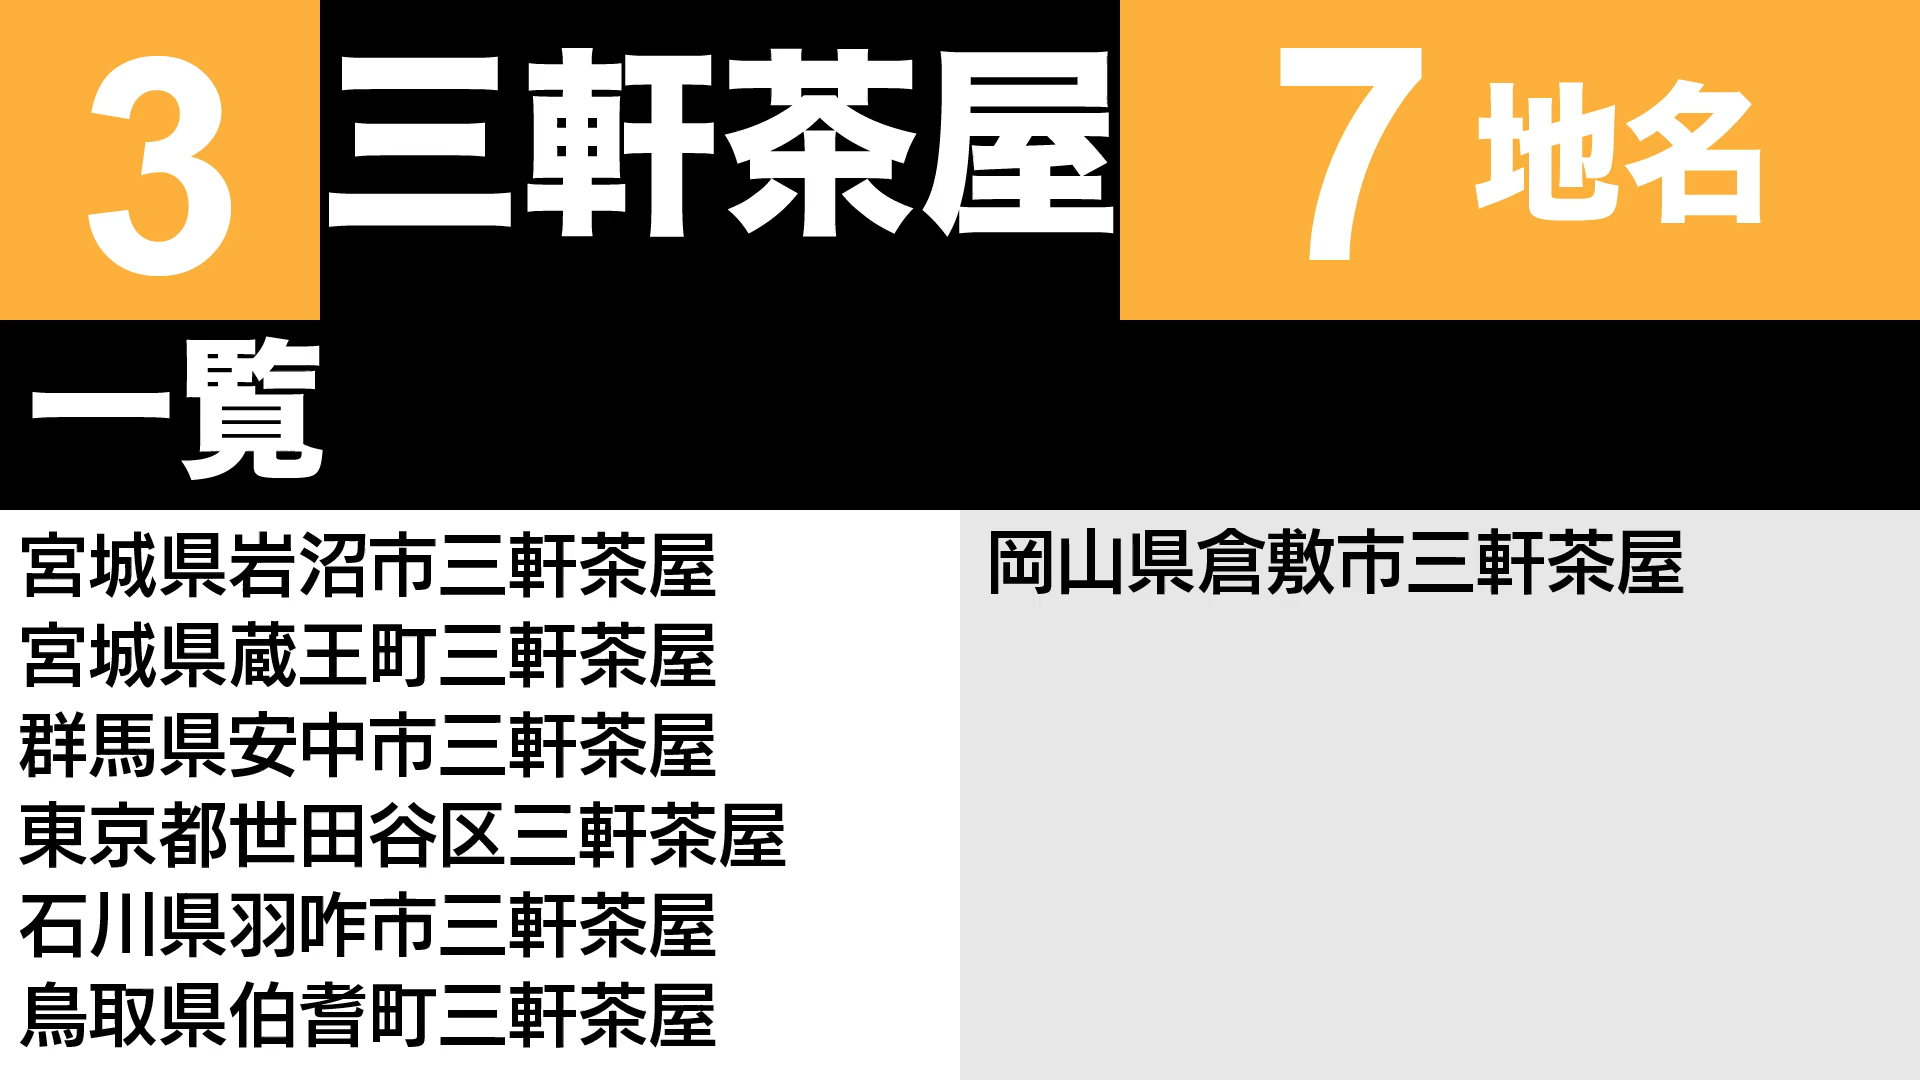 3 三軒茶屋 7 地名
一覧
宮城県岩沼市三軒茶屋
宮城県蔵王町三軒茶屋
群馬県安中市三軒茶屋
東京都世田谷区三軒茶屋
石川県羽咋市三軒茶屋
鳥取県伯耆町三軒茶屋
岡山県倉敷市三軒茶屋